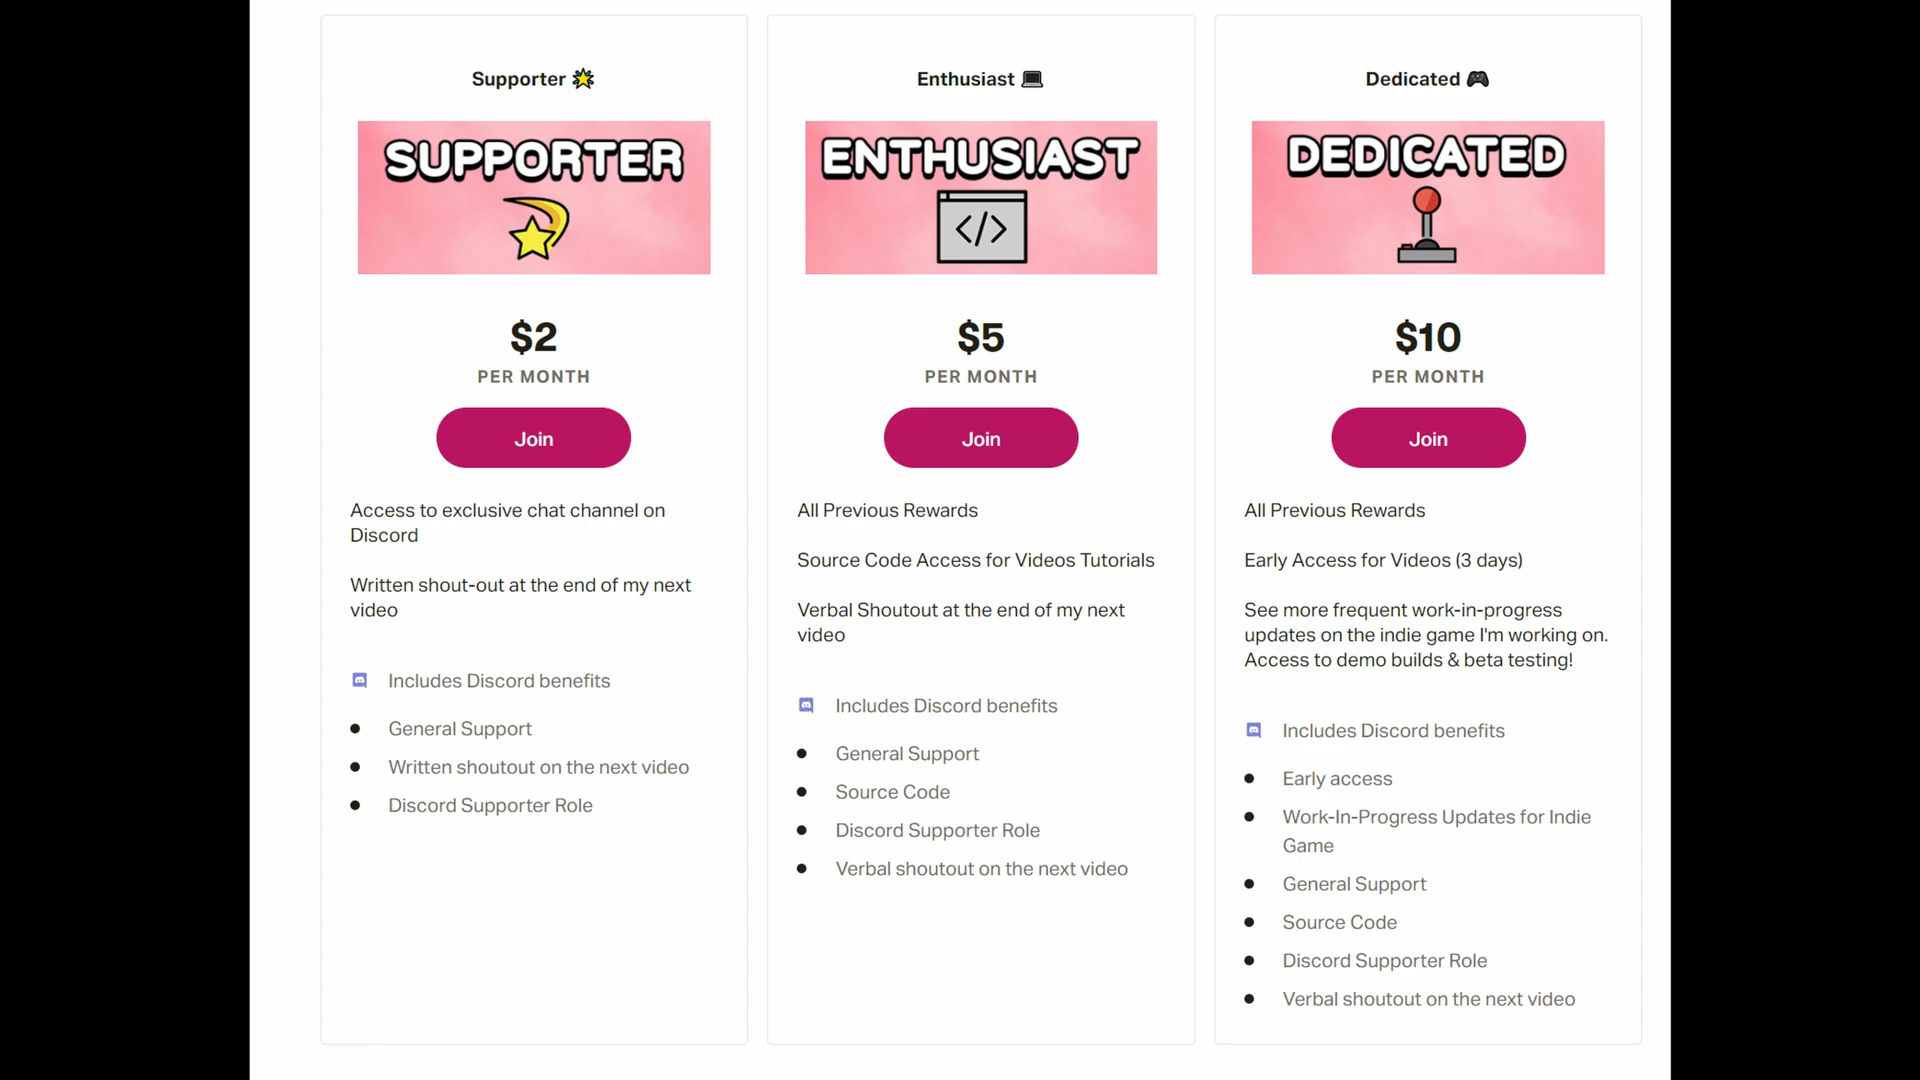 Supporter
SUPPORTER
$2
PER MONTH
Join
Access to exclusive chat channel on
Discord
Written shout-out at the end of my next
video
Includes Discord benefits
General Support
Written shoutout on the next video
Discord Supporter Role
Enthusiast
ENTHUSIAST
</>
$5
PER MONTH
Join
All Previous Rewards
Source Code Access for Videos Tutorials
Verbal Shoutout at the end of my next
video
Includes Discord benefits
General Support
Source Code
Discord Supporter Role
Verbal shoutout on the next video
Dedicated
DEDICATED
$10
PER MONTH
Join
All Previous Rewards
Early Access for Videos (3 days)
See more frequent work-in-progress
updates on the indie game I'm working on.
Access to demo builds & beta testing!
Includes Discord benefits
Early access
Work-In-Progress Updates for Indie
Game
General Support
Source Code
Discord Supporter Role
Verbal shoutout on the next video